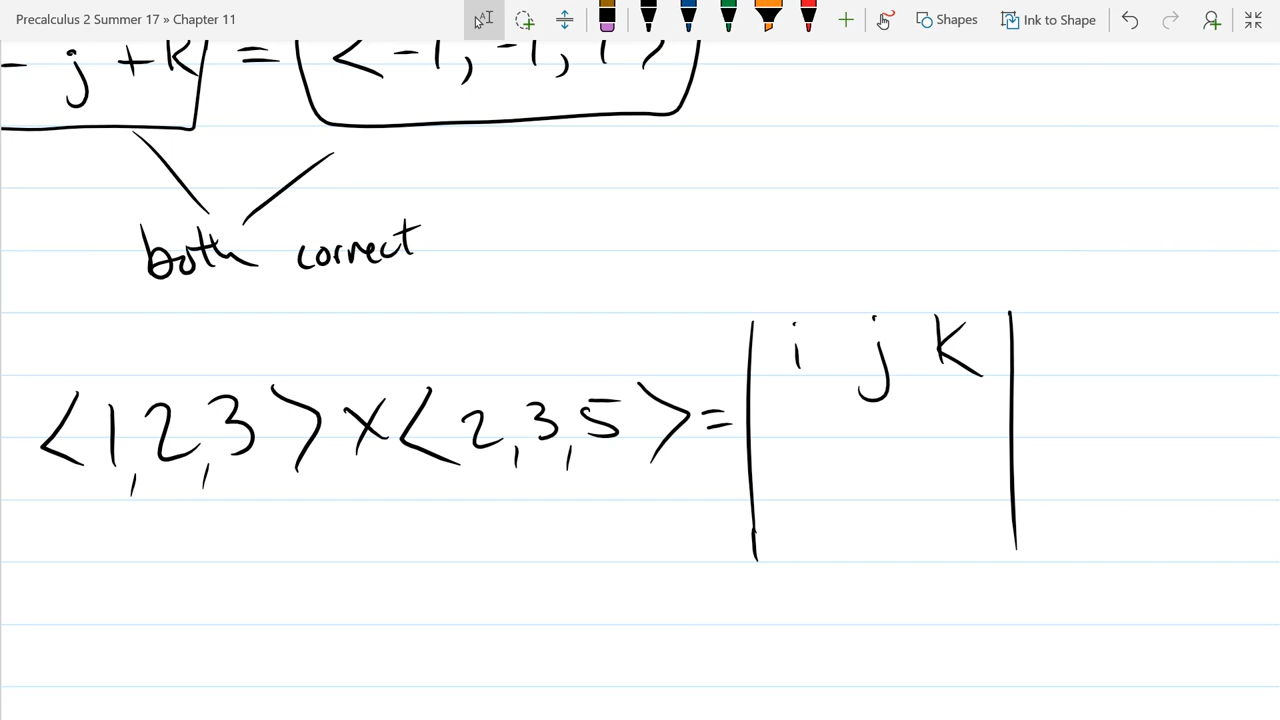 Precalculus 2 Summer 17 » Chapter 11
Shapes
Ink to Shape
- j + k = < -1, -1, 1 >
both correct
<1, 2, 3> × <2, 3, 5> = | i j k |